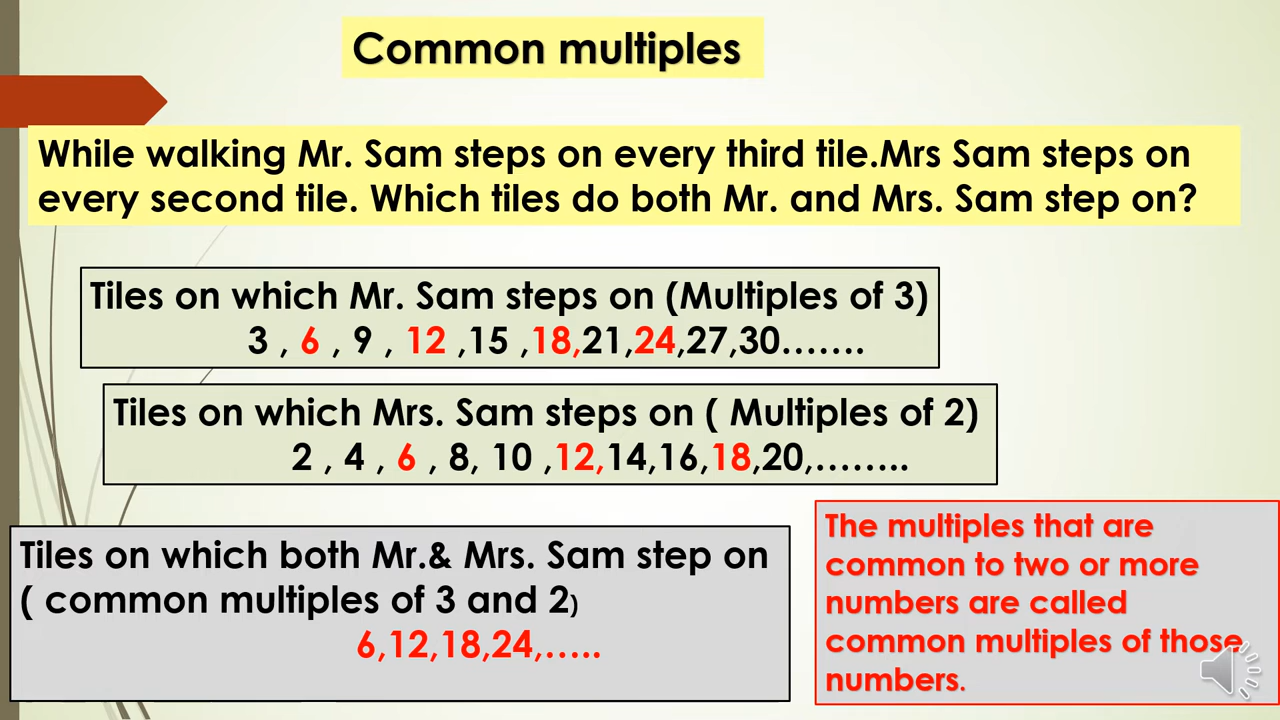 Common multiples
While walking Mr. Sam steps on every third tile.Mrs Sam steps on
every second tile. Which tiles do both Mr. and Mrs. Sam step on?
Tiles on which Mr. Sam steps on (Multiples of 3)
3 , 6 , 9 , 12 ,15 ,18,21,24,27,30…….
Tiles on which Mrs. Sam steps on ( Multiples of 2)
2 , 4 , 6 , 8, 10 ,12,14,16,18,20,……..
Tiles on which both Mr.& Mrs. Sam step on
( common multiples of 3 and 2)
6,12,18,24,…..
The multiples that are
common to two or more
numbers are called
common multiples of those
numbers.